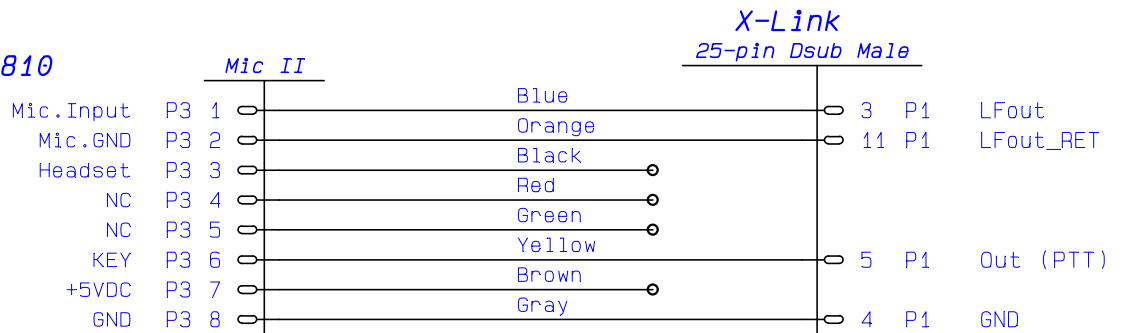 X-Link
810 Mic II 25-pin Dsub Male
Mic.Input P3 1 Blue 3 P1 LFout
Mic.GND P3 2 Orange 11 P1 LFout_RET
Headset P3 3 Black
NC P3 4 Red
NC P3 5 Green
KEY P3 6 Yellow 5 P1 Out (PTT)
+5VDC P3 7 Brown
GND P3 8 Gray 4 P1 GND